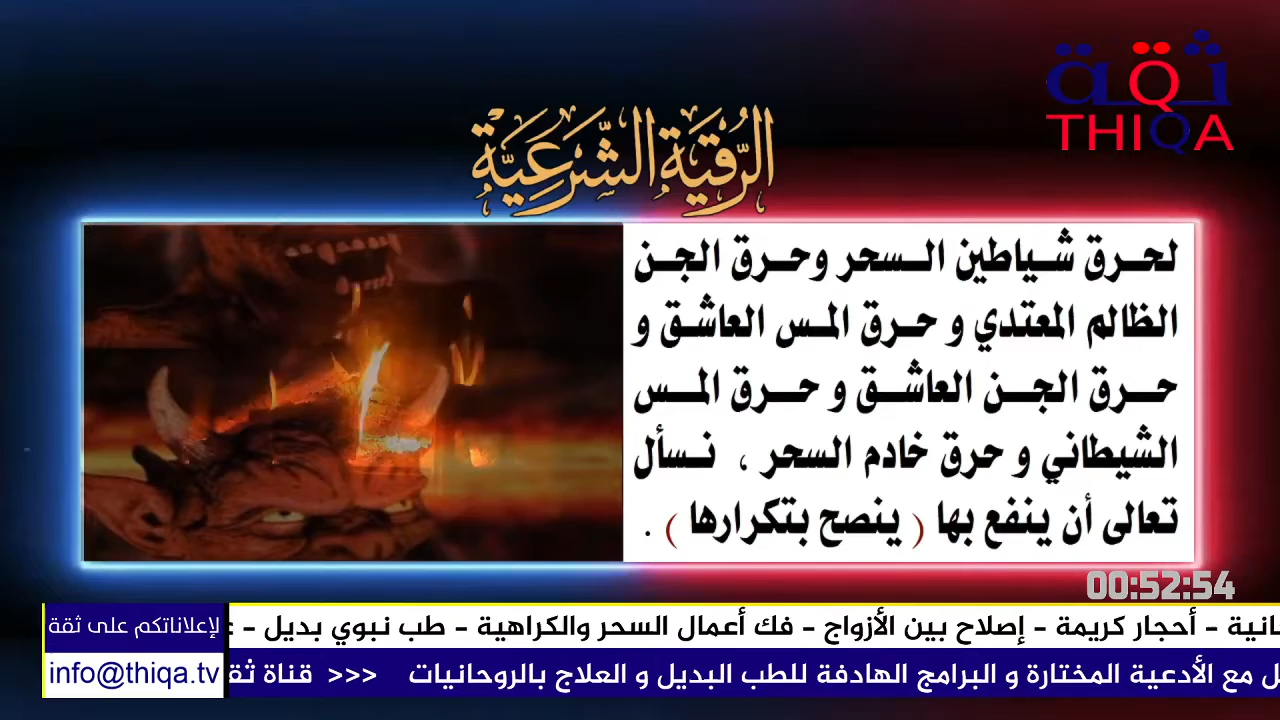 ثقة
THIQA
الرُّقيَة الشَّرعِيَّة
لحرق شياطين السحر وحرق الجن
الظالم المعتدي و حرق المس العاشق و
حرق الجن العاشق و حرق المس
الشيطاني و حرق خادم السحر ، نسأل
تعالى أن ينفع بها ( ينصح بتكرارها ) .
00:52:54
لإعلاناتكم على ثقة
انية - أحجار كريمة - إصلاح بين الأزواج - فك أعمال السحر والكراهية - طب نبوي بديل -
info@thiqa.tv
ل مع الأدعية المختارة و البرامج الهادفة للطب البديل و العلاج بالروحانيات >>> قناة ثق